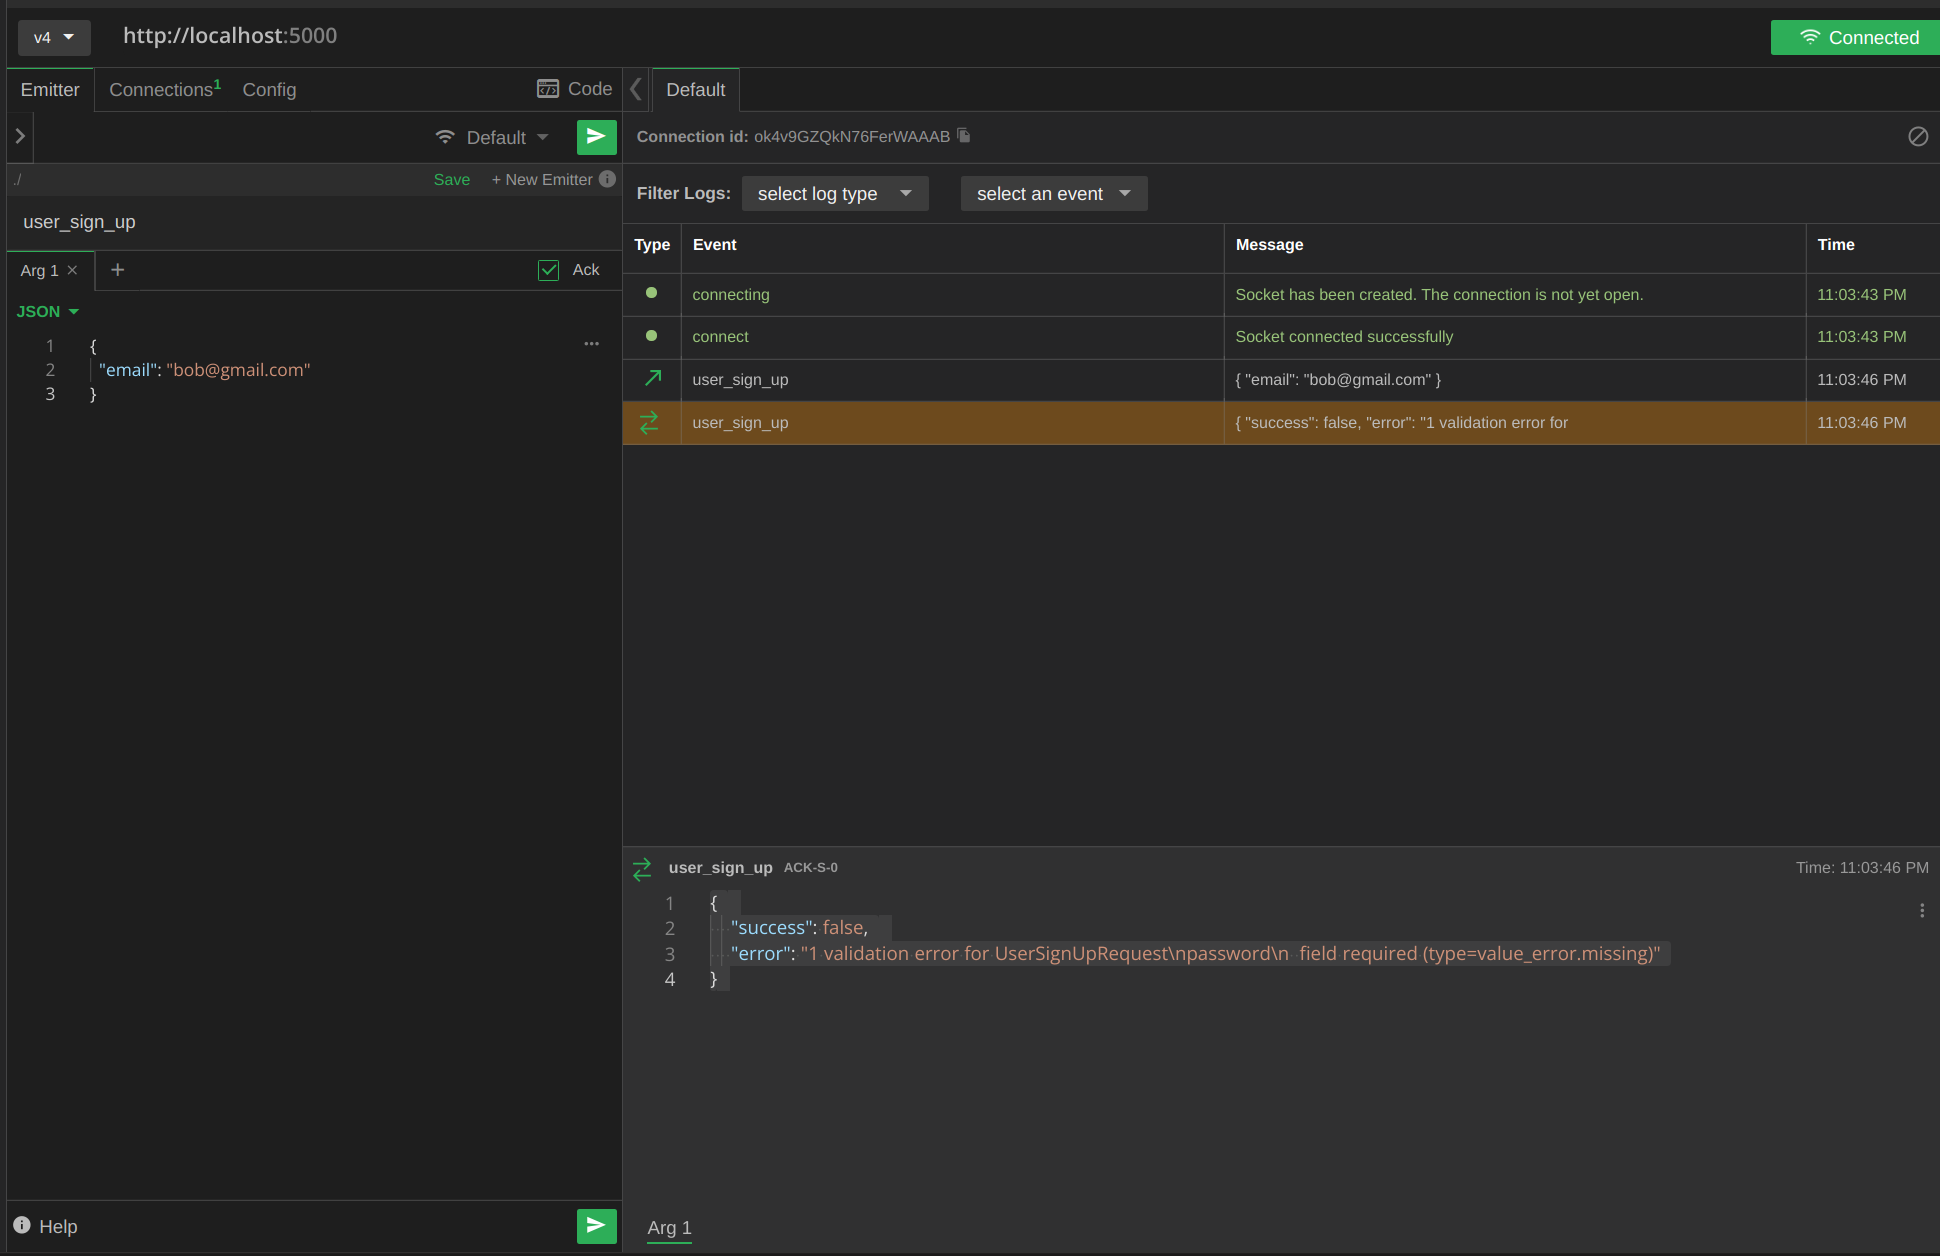 v4 http://localhost:5000 Connected
Emitter Connections1 Config Code Default
Default Connection id: ok4v9GZQkN76FerWAAAB
./ Save + New Emitter
Filter Logs: select log type select an event
user_sign_up
Type Event Message Time
Arg 1 × + Ack
connecting Socket has been created. The connection is not yet open. 11:03:43 PM
JSON
connect Socket connected successfully 11:03:43 PM
1 {
2 "email": "bob@gmail.com"
3 }
user_sign_up { "email": "bob@gmail.com" } 11:03:46 PM
user_sign_up { "success": false, "error": "1 validation error for 11:03:46 PM
user_sign_up ACK-S-0 Time: 11:03:46 PM
1 {
2 "success": false,
3 "error": "1 validation error for UserSignUpRequest\npassword\n  field required (type=value_error.missing)"
4 }
Help Arg 1